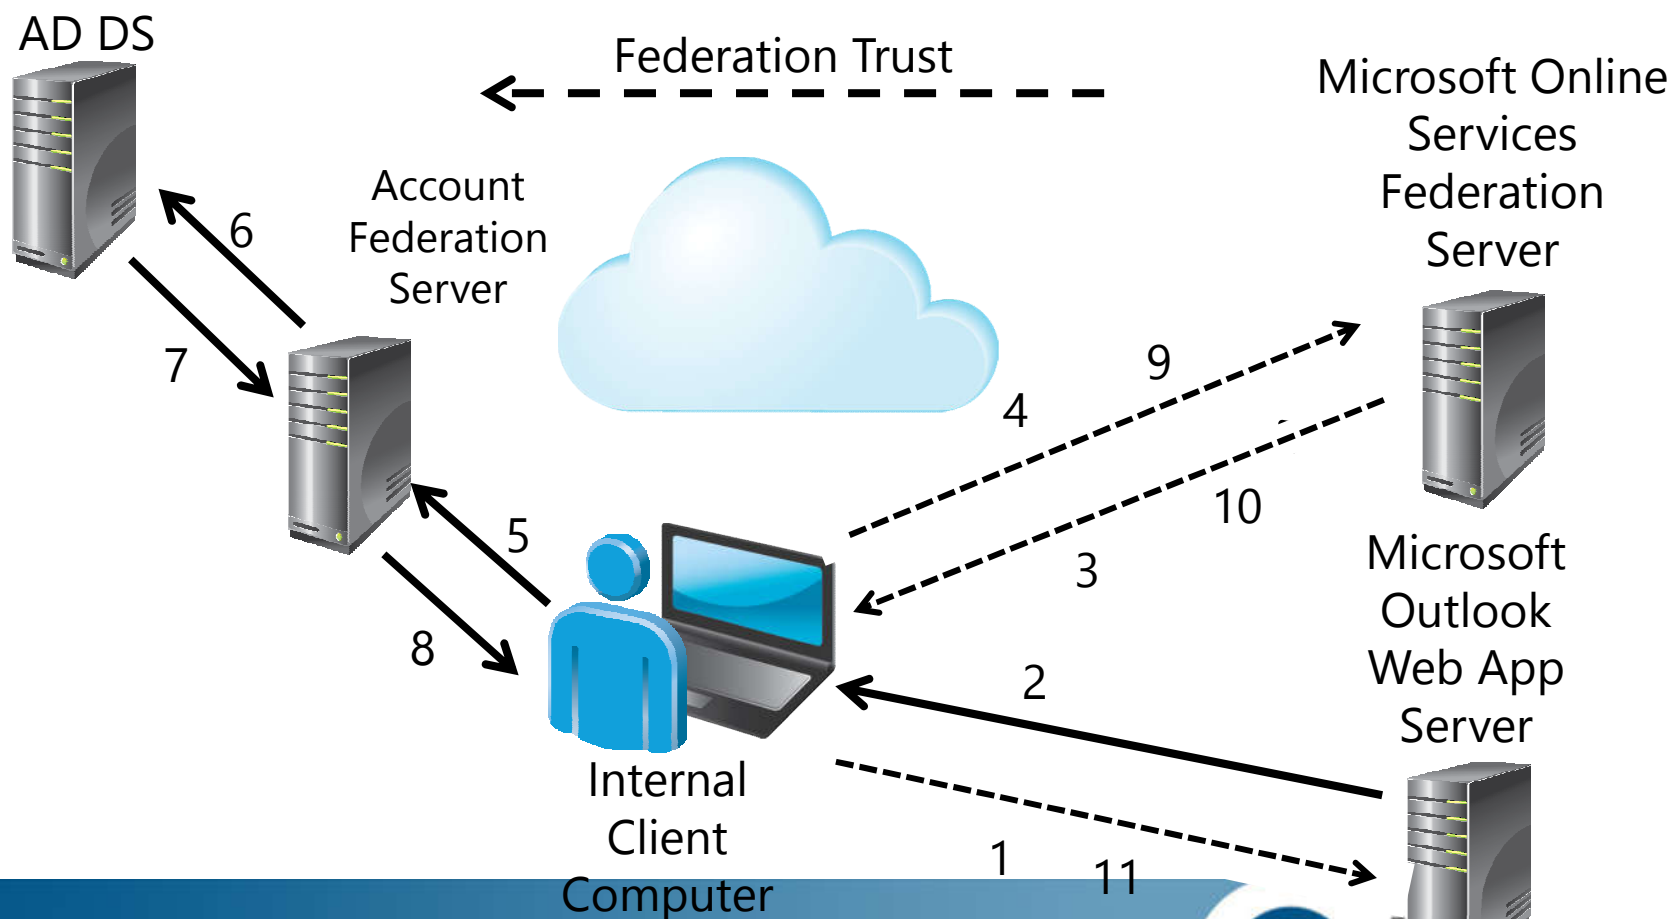 AD DS
Federation Trust
Microsoft Online
Services
Federation
Server
Account
Federation
Server
6
7
9
4
10
5
3
8
2
Microsoft
Outlook
Web App
Server
Internal
Client
Computer
1
11